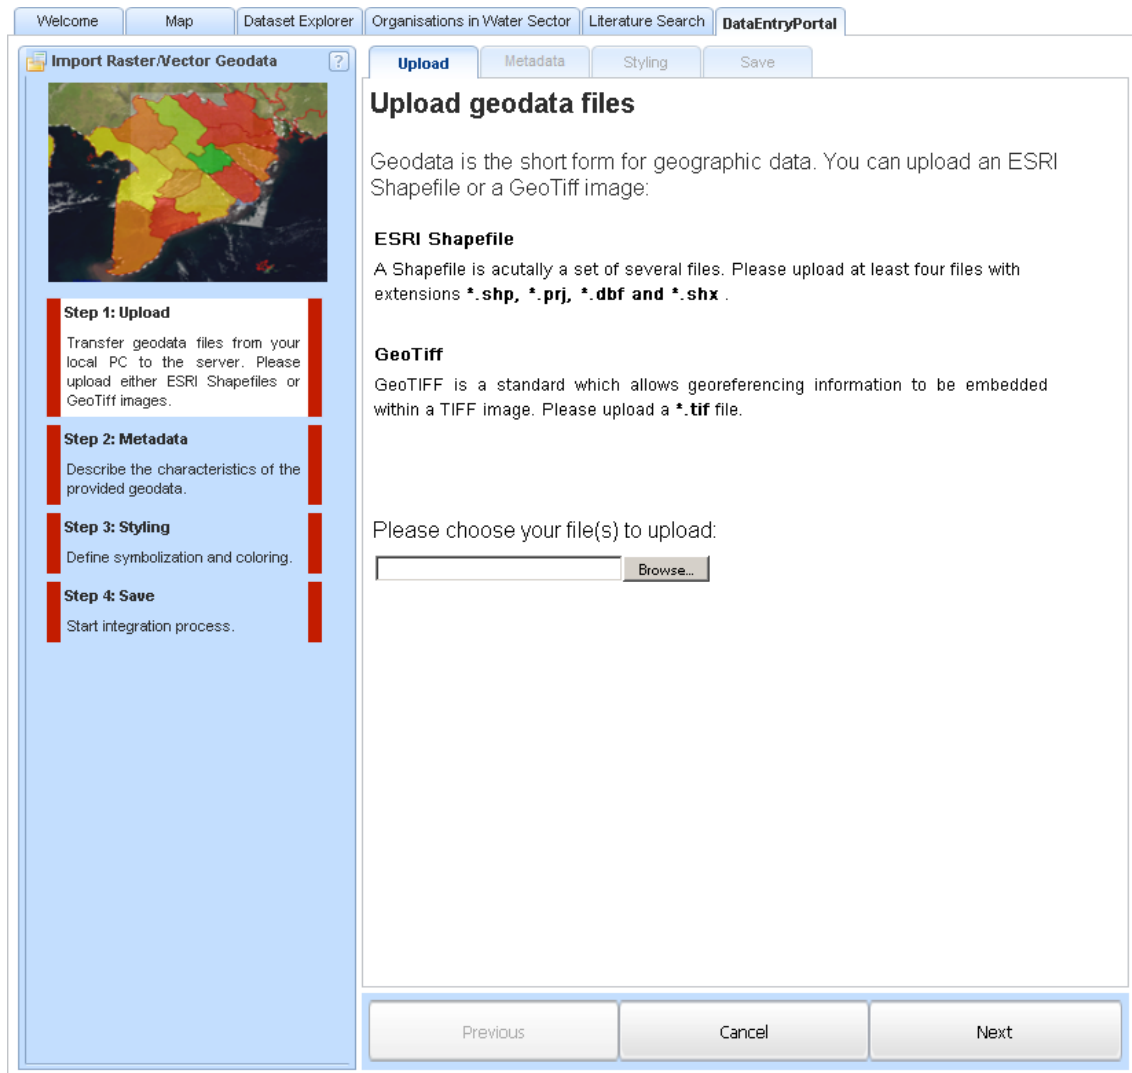 Welcome
Map
Dataset Explorer
Organisations in Water Sector
Literature Search
DataEntryPortal
Import Raster/Vector Geodata
?
Step 1: Upload
Transfer geodata files from your
local PC to the server. Please
upload either ESRI Shapefiles or
GeoTiff images.
Step 2: Metadata
Describe the characteristics of the
provided geodata.
Step 3: Styling
Define symbolization and coloring.
Step 4: Save
Start integration process.
Upload
Metadata
Styling
Save
Upload geodata files
Geodata is the short form for geographic data. You can upload an ESRI
Shapefile or a GeoTiff image:
ESRI Shapefile
A Shapefile is acutally a set of several files. Please upload at least four files with
extensions *.shp, *.prj, *.dbf and *.shx .
GeoTiff
GeoTIFF is a standard which allows georeferencing information to be embedded
within a TIFF image. Please upload a *.tif file.
Please choose your file(s) to upload:
Browse...
Previous
Cancel
Next